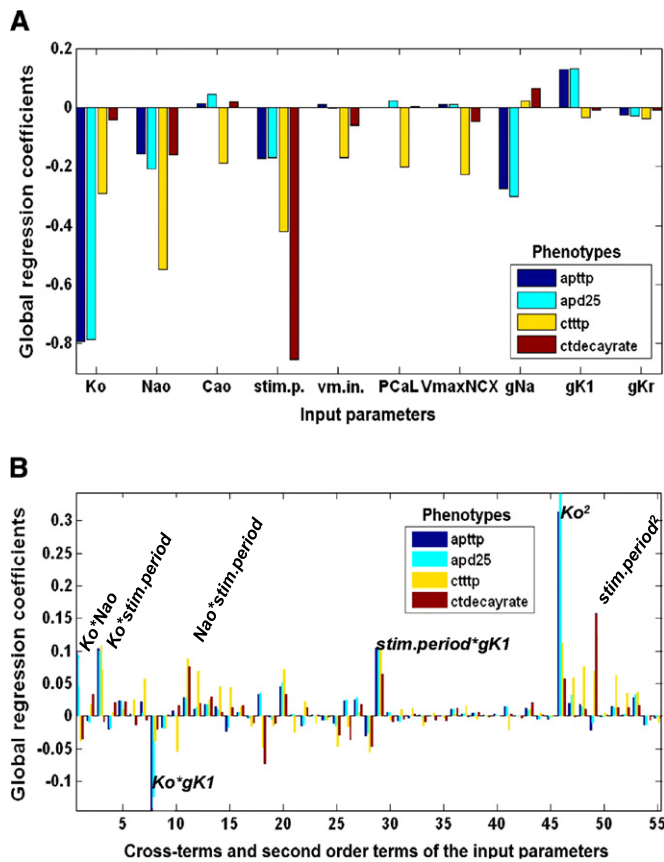 A
0.2
0
-0.2
-0.4
-0.6
-0.8
Global regression coefficients
Phenotypes
apttp
apd25
ctttp
ctdecayrate
Ko Nao Cao stim.p. vm.in. PCaL VmaxNCX gNa gK1 gKr
Input parameters
B
0.3
0.25
0.2
0.15
0.1
0.05
0
-0.05
-0.1
Global regression coefficients
Ko*Nao
Ko*stim.period
Nao*stim.period
Phenotypes
apttp
apd25
ctttp
ctdecayrate
Ko²
stim.period²
stim.period*gK1
Ko*gK1
5 10 15 20 25 30 35 40 45 50 55
Cross-terms and second order terms of the input parameters